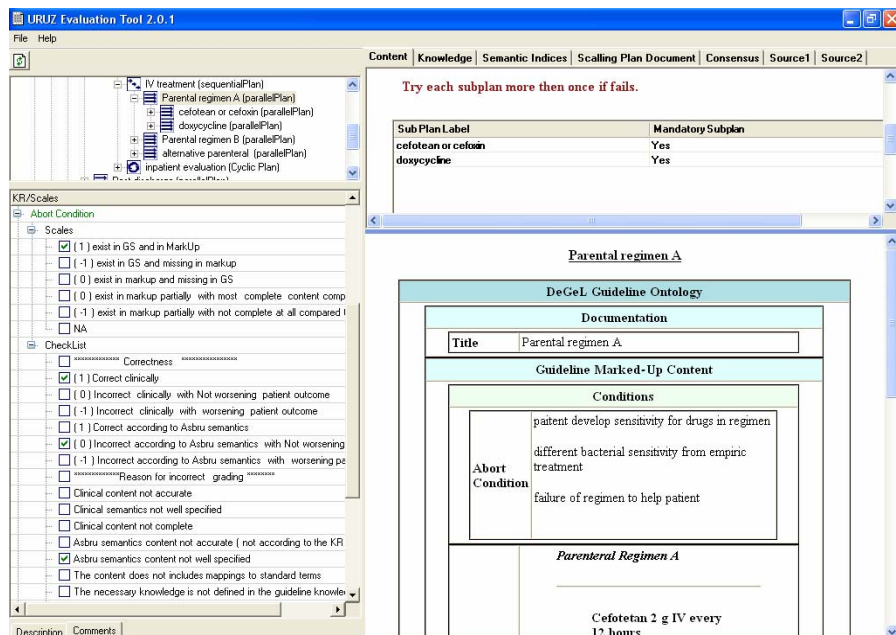 URUZ Evaluation Tool 2.0.1
File Help
IV treatment (sequentialPlan)
Parental regimen A (parallelPlan)
cefotean or cefoxin (parallelPlan)
doxycycline (parallelPlan)
Parental regimen B (parallelPlan)
alternative parenteral (parallelPlan)
inpatient evaluation (Cyclic Plan)
KR/Scales
Abort Condition
Scales
( 1 ) exist in GS and in MarkUp
( -1 ) exist in GS and missing in markup
( 0 ) exist in markup and missing in GS
( 0 ) exist in markup partially with most complete content comp
( -1 ) exist in markup partially with not complete at all compared
NA
CheckList
************* Correctness ***************
( 1 ) Correct clinically
( 0 ) Incorrect clinically with Not worsening patient outcome
( -1 ) Incorrect clinically with worsening patient outcome
( 1 ) Correct according to Asbru semantics
( 0 ) Incorrect according to Asbru semantics with Not worsening
( -1 ) Incorrect according to Asbru semantics with worsening pa
*************Reason for incorrect grading ********
Clinical content not accurate
Clinical semantics not well specified
Clinical content not complete
Asbru semantics content not accurate ( not according to the KR
Asbru semantics content not well specified
The content does not includes mappings to standard terms
The necessary knowledge is not defined in the guideline knowle
Description Comments
Content Knowledge Semantic Indices Scalling Plan Document Consensus Source1 Source2
Try each subplan more then once if fails.
Sub Plan Label Mandatory Subplan
cefotean or cefoxin Yes
doxycycline Yes
Parental regimen A
DeGeL Guideline Ontology
Documentation
Title Parental regimen A
Guideline Marked-Up Content
Conditions
Abort Condition
paitent develop sensitivity for drugs in regimen
different bacterial sensitivity from empiric
treatment
failure of regimen to help patient
Parenteral Regimen A
Cefotetan 2 g IV every
12 hours